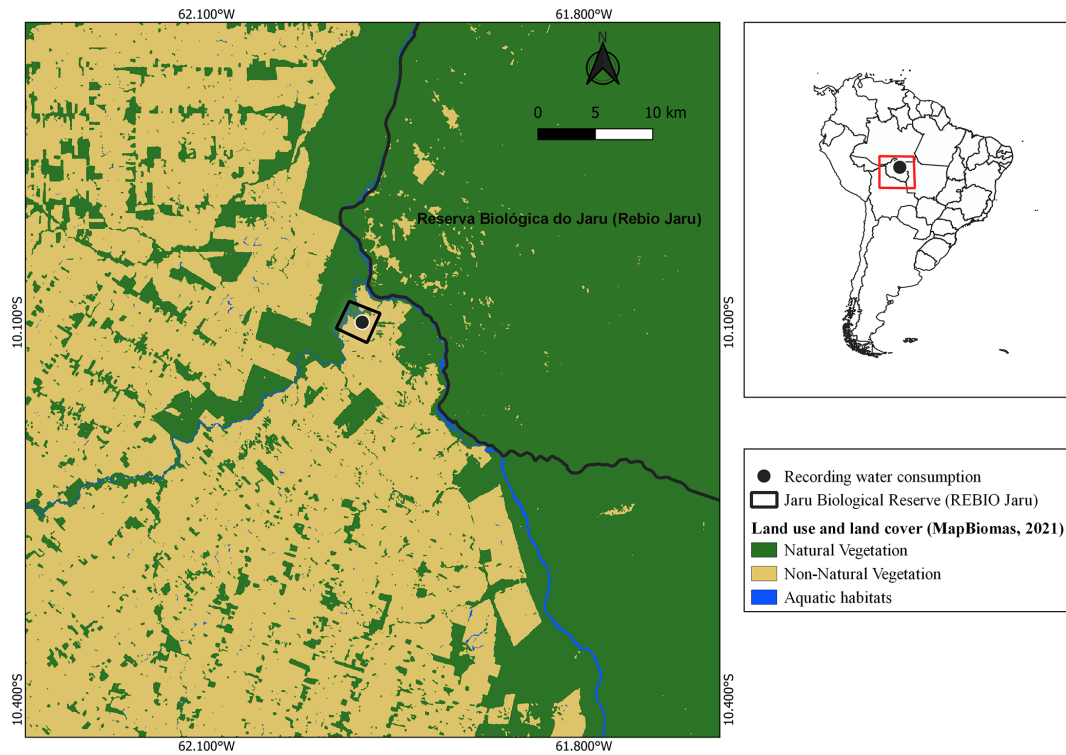 62.100°W
61.800°W
N
0
5
10 km
Reserva Biológica do Jaru (Rebio Jaru)
10.100°S
10.100°S
10.400°S
10.400°S
62.100°W
61.800°W
Recording water consumption
Jaru Biological Reserve (REBIO Jaru)
Land use and land cover (MapBiomas, 2021)
Natural Vegetation
Non-Natural Vegetation
Aquatic habitats